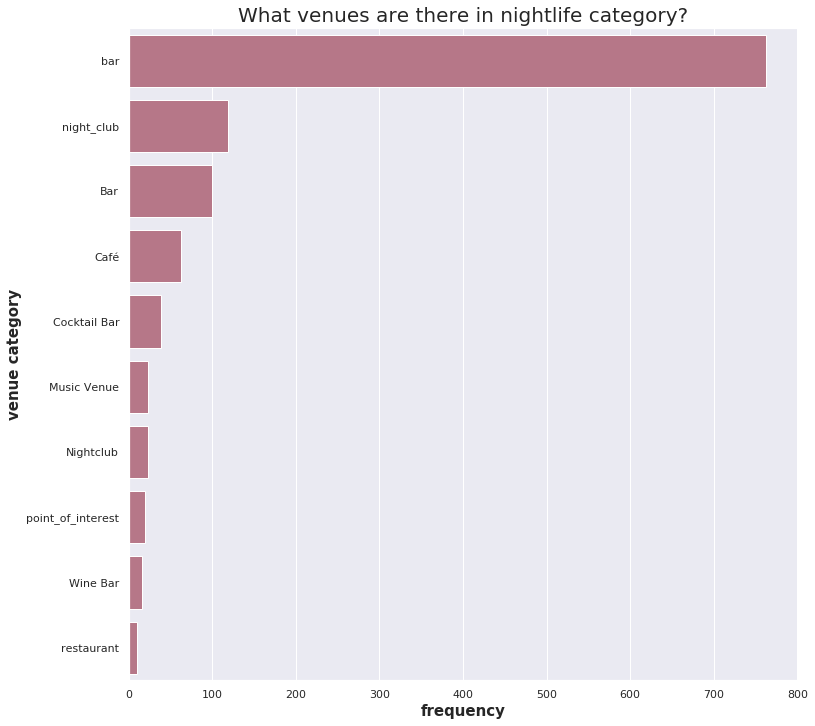 What venues are there in nightlife category?
venue category
bar
night_club
Bar
Café
Cocktail Bar
Music Venue
Nightclub
point_of_interest
Wine Bar
restaurant
0 100 200 300 400 500 600 700 800
frequency